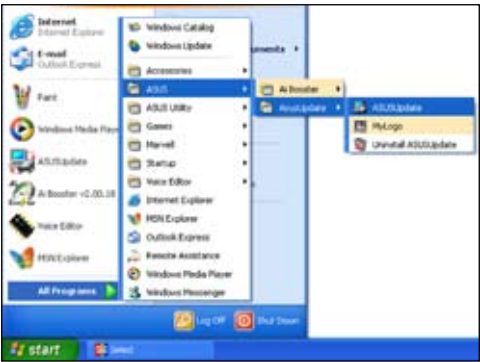 Internet
Internet Explorer
E-mail
Outlook Express
Paint
Windows Media Play
ASUSUpdate
Ai Booster v2.00.18
Voice Editor
MSN Explorer
All Programs
Windows Catalog
Windows Update
Accessories
ASUS
ASUS Utility
Games
Marvell
Startup
Voice Editor
Internet Explorer
MSN Explorer
Outlook Express
Remote Assistance
Windows Media Player
Windows Messenger
uments
Ai Booster
AsusUpdate
ASUSUpdate
MyLogo
Uninstall ASUSUpdate
Log Off
Shut Down
start